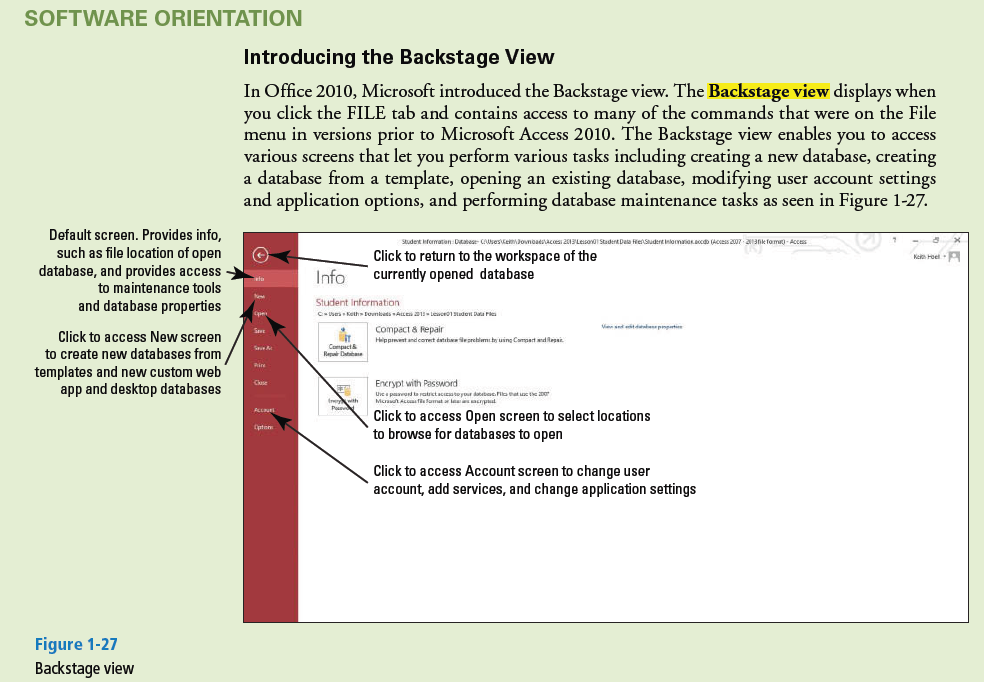 SOFTWARE ORIENTATION
Introducing the Backstage View
In Office 2010, Microsoft introduced the Backstage view. The Backstage view displays when
you click the FILE tab and contains access to many of the commands that were on the File
menu in versions prior to Microsoft Access 2010. The Backstage view enables you to access
various screens that let you perform various tasks including creating a new database, creating
a database from a template, opening an existing database, modifying user account settings
and application options, and performing database maintenance tasks as seen in Figure 1-27.
Default screen. Provides info,
such as file location of open
database, and provides access
to maintenance tools
and database properties
Click to access New screen
to create new databases from
templates and new custom web
app and desktop databases
Student Information : Database- C:\Users\Keith\Downloads\Access 2013\Lesson01 Student Data Files\Student Information.accdb (Access 2007 - 2013 file format) - Access
?
Keith Hoel
Click to return to the workspace of the
currently opened database
Info
New
Open
Save
Save As
Print
Close
Account
Options
Info
Student Information
C: » Users » Keith » Downloads » Access 2013 » Lesson01 Student Data Files
Compact &
Repair Database
Compact & Repair
Help prevent and correct database file problems by using Compact and Repair.
View and edit database properties
Encrypt with
Password
Encrypt with Password
Use a password to restrict access to your database. Files that use the 2007
Microsoft Access file format or later are encrypted.
Click to access Open screen to select locations
to browse for databases to open
Click to access Account screen to change user
account, add services, and change application settings
Figure 1-27
Backstage view